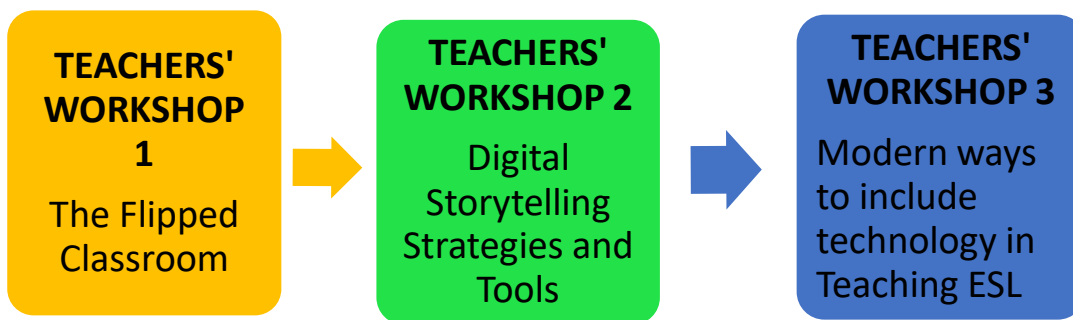 TEACHERS'
WORKSHOP
1
The Flipped
Classroom
TEACHERS'
WORKSHOP 2
Digital
Storytelling
Strategies and
Tools
TEACHERS'
WORKSHOP 3
Modern ways
to include
technology in
Teaching ESL